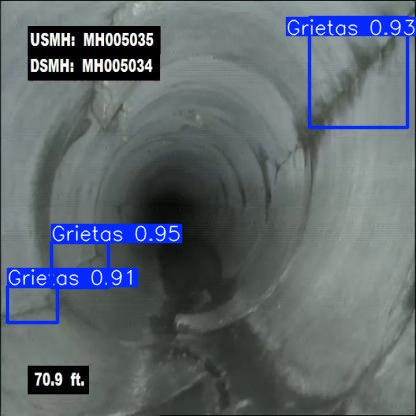 Grietas 0.93
USMH: MH005035
DSMH: MH005034
Grietas 0.95
Grietas 0.91
70.9 ft.